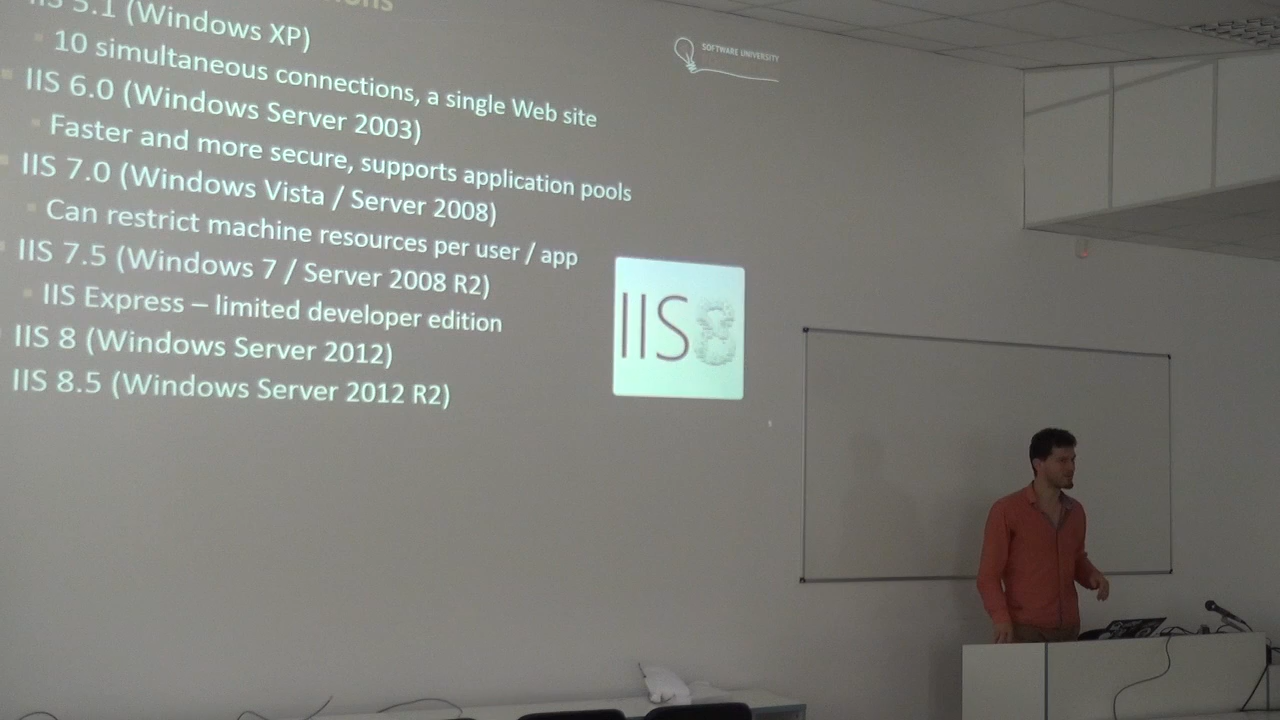 IIS 5.1 (Windows XP)
10 simultaneous connections, a single Web site
IIS 6.0 (Windows Server 2003)
Faster and more secure, supports application pools
IIS 7.0 (Windows Vista / Server 2008)
Can restrict machine resources per user / app
IIS 7.5 (Windows 7 / Server 2008 R2)
IIS Express – limited developer edition
IIS 8 (Windows Server 2012)
IIS 8.5 (Windows Server 2012 R2)
SOFTWARE UNIVERSITY
IIS8